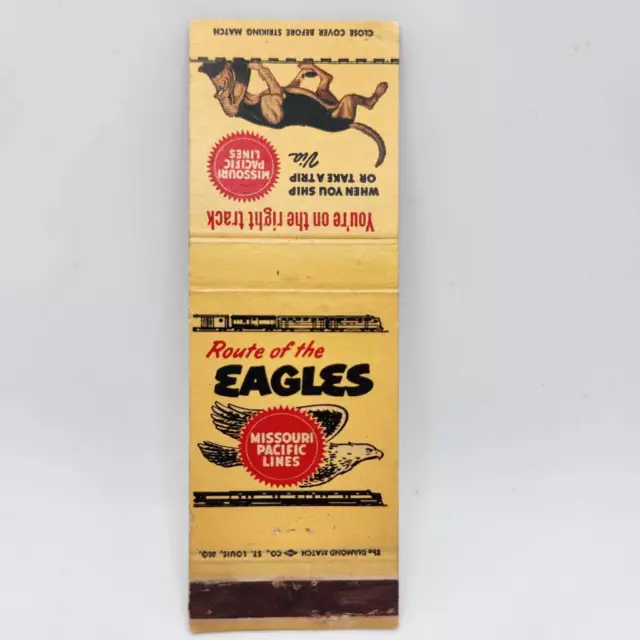 CLOSE COVER BEFORE STRIKING MATCH
You're on the right track
WHEN YOU SHIP
OR TAKE A TRIP
Via
MISSOURI
PACIFIC
LINES
Route of the
EAGLES
MISSOURI
PACIFIC
LINES
The DIAMOND MATCH CO., ST. LOUIS, MO.